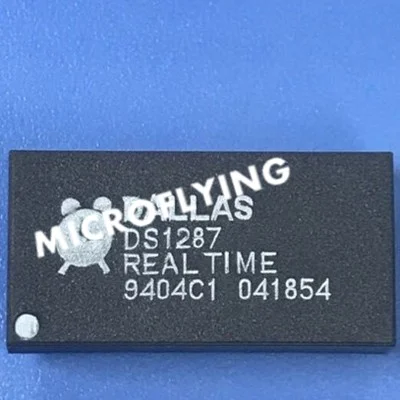 DALLAS
DS1287
REALTIME
9404C1 041854
MICROFLYING